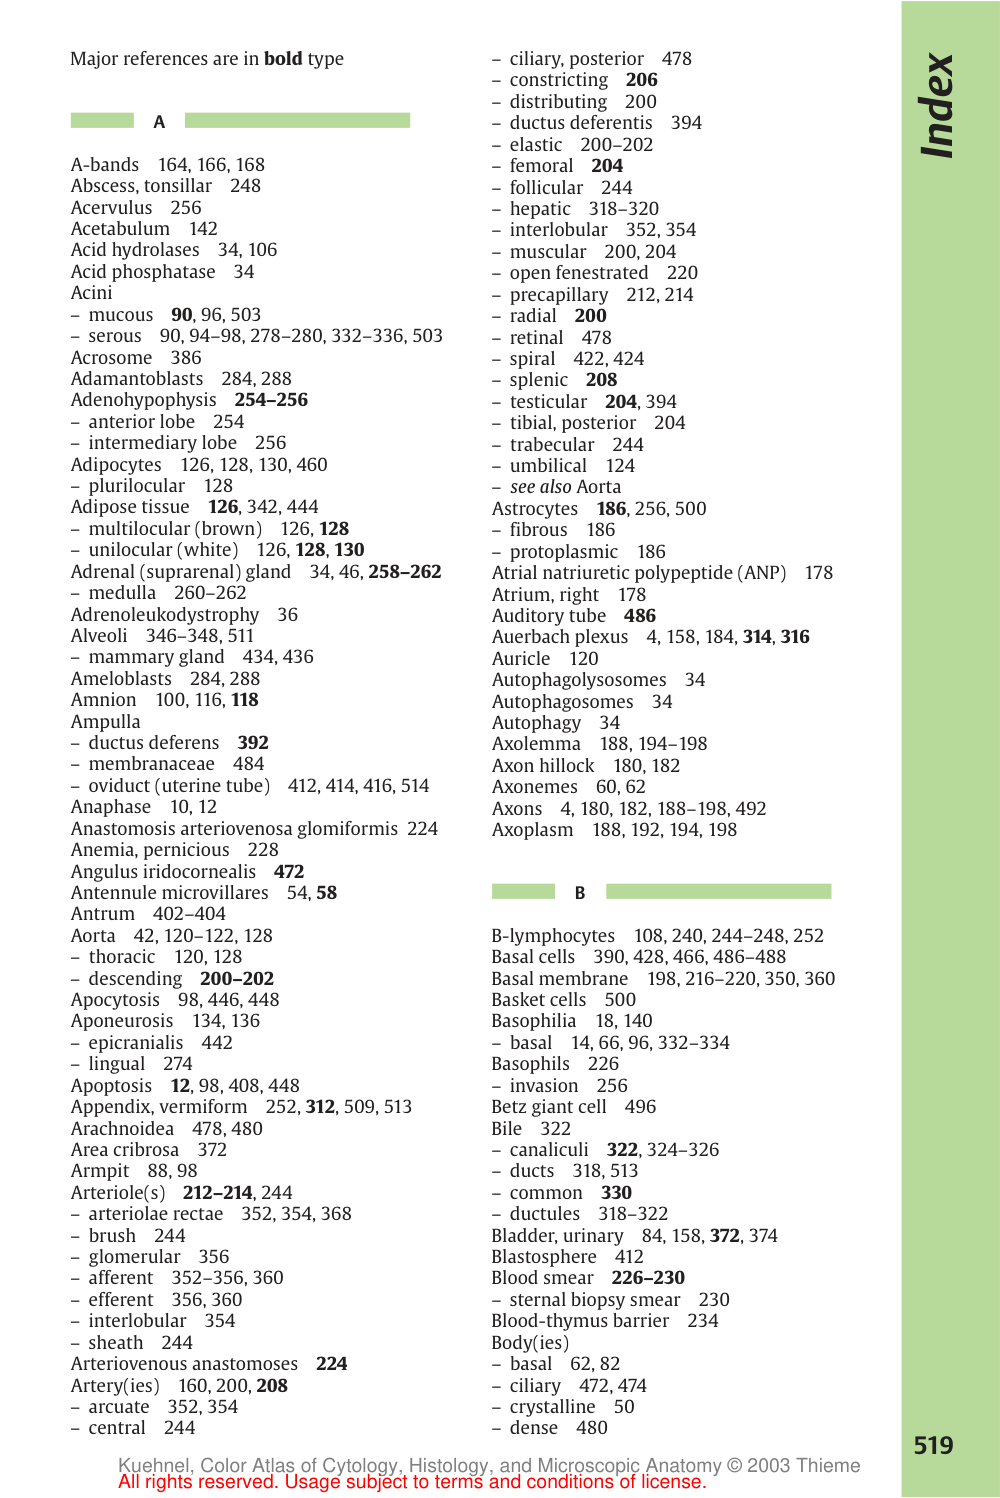 Major references are in bold type
A
A-bands 164, 166, 168
Abscess, tonsillar 248
Acervulus 256
Acetabulum 142
Acid hydrolases 34, 106
Acid phosphatase 34
Acini
– mucous 90, 96, 503
– serous 90, 94–98, 278–280, 332–336, 503
Acrosome 386
Adamantoblasts 284, 288
Adenohypophysis 254–256
– anterior lobe 254
– intermediary lobe 256
Adipocytes 126, 128, 130, 460
– plurilocular 128
Adipose tissue 126, 342, 444
– multilocular (brown) 126, 128
– unilocular (white) 126, 128, 130
Adrenal (suprarenal) gland 34, 46, 258–262
– medulla 260–262
Adrenoleukodystrophy 36
Alveoli 346–348, 511
– mammary gland 434, 436
Ameloblasts 284, 288
Amnion 100, 116, 118
Ampulla
– ductus deferens 392
– membranaceae 484
– oviduct (uterine tube) 412, 414, 416, 514
Anaphase 10, 12
Anastomosis arteriovenosa glomiformis 224
Anemia, pernicious 228
Angulus iridocornealis 472
Antennule microvillares 54, 58
Antrum 402–404
Aorta 42, 120–122, 128
– thoracic 120, 128
– descending 200–202
Apocytosis 98, 446, 448
Aponeurosis 134, 136
– epicranialis 442
– lingual 274
Apoptosis 12, 98, 408, 448
Appendix, vermiform 252, 312, 509, 513
Arachnoidea 478, 480
Area cribrosa 372
Armpit 88, 98
Arteriole(s) 212–214, 244
– arteriolae rectae 352, 354, 368
– brush 244
– glomerular 356
– afferent 352–356, 360
– efferent 356, 360
– interlobular 354
– sheath 244
Arteriovenous anastomoses 224
Artery(ies) 160, 200, 208
– arcuate 352, 354
– central 244
– ciliary, posterior 478
– constricting 206
– distributing 200
– ductus deferentis 394
– elastic 200–202
– femoral 204
– follicular 244
– hepatic 318–320
– interlobular 352, 354
– muscular 200, 204
– open fenestrated 220
– precapillary 212, 214
– radial 200
– retinal 478
– spiral 422, 424
– splenic 208
– testicular 204, 394
– tibial, posterior 204
– trabecular 244
– umbilical 124
– see also Aorta
Astrocytes 186, 256, 500
– fibrous 186
– protoplasmic 186
Atrial natriuretic polypeptide (ANP) 178
Atrium, right 178
Auditory tube 486
Auerbach plexus 4, 158, 184, 314, 316
Auricle 120
Autophagolysosomes 34
Autophagosomes 34
Autophagy 34
Axolemma 188, 194–198
Axon hillock 180, 182
Axonemes 60, 62
Axons 4, 180, 182, 188–198, 492
Axoplasm 188, 192, 194, 198
B
B-lymphocytes 108, 240, 244–248, 252
Basal cells 390, 428, 466, 486–488
Basal membrane 198, 216–220, 350, 360
Basket cells 500
Basophilia 18, 140
– basal 14, 66, 96, 332–334
Basophils 226
– invasion 256
Betz giant cell 496
Bile 322
– canaliculi 322, 324–326
– ducts 318, 513
– common 330
– ductules 318–322
Bladder, urinary 84, 158, 372, 374
Blastosphere 412
Blood smear 226–230
– sternal biopsy smear 230
Blood-thymus barrier 234
Body(ies)
– basal 62, 82
– ciliary 472, 474
– crystalline 50
– dense 480
Index
519
Kuehnel, Color Atlas of Cytology, Histology, and Microscopic Anatomy © 2003 Thieme
All rights reserved. Usage subject to terms and conditions of license.